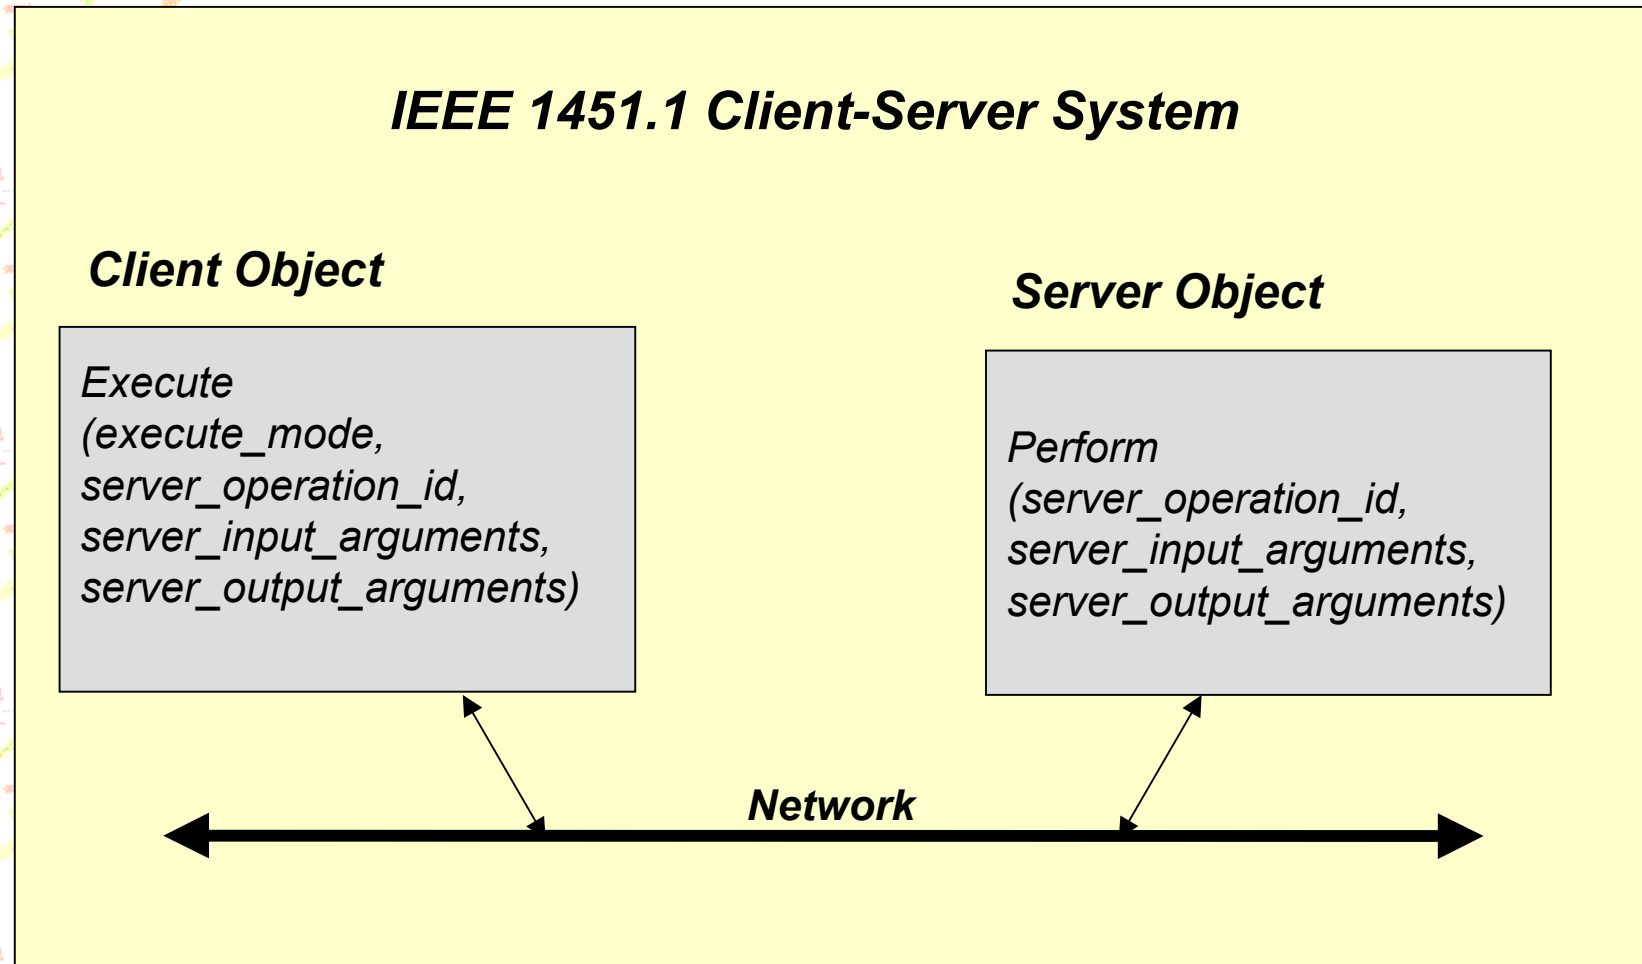 IEEE 1451.1 Client-Server System
Client Object
Execute
(execute_mode,
server_operation_id,
server_input_arguments,
server_output_arguments)
Server Object
Perform
(server_operation_id,
server_input_arguments,
server_output_arguments)
Network